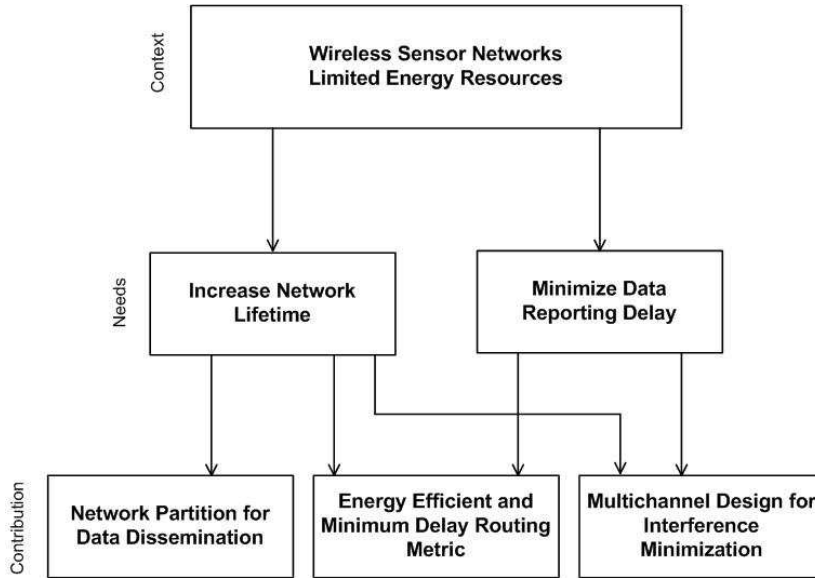 Context
Wireless Sensor Networks
Limited Energy Resources
Needs
Increase Network
Lifetime
Minimize Data
Reporting Delay
Contribution
Network Partition for
Data Dissemination
Energy Efficient and
Minimum Delay Routing
Metric
Multichannel Design for
Interference
Minimization